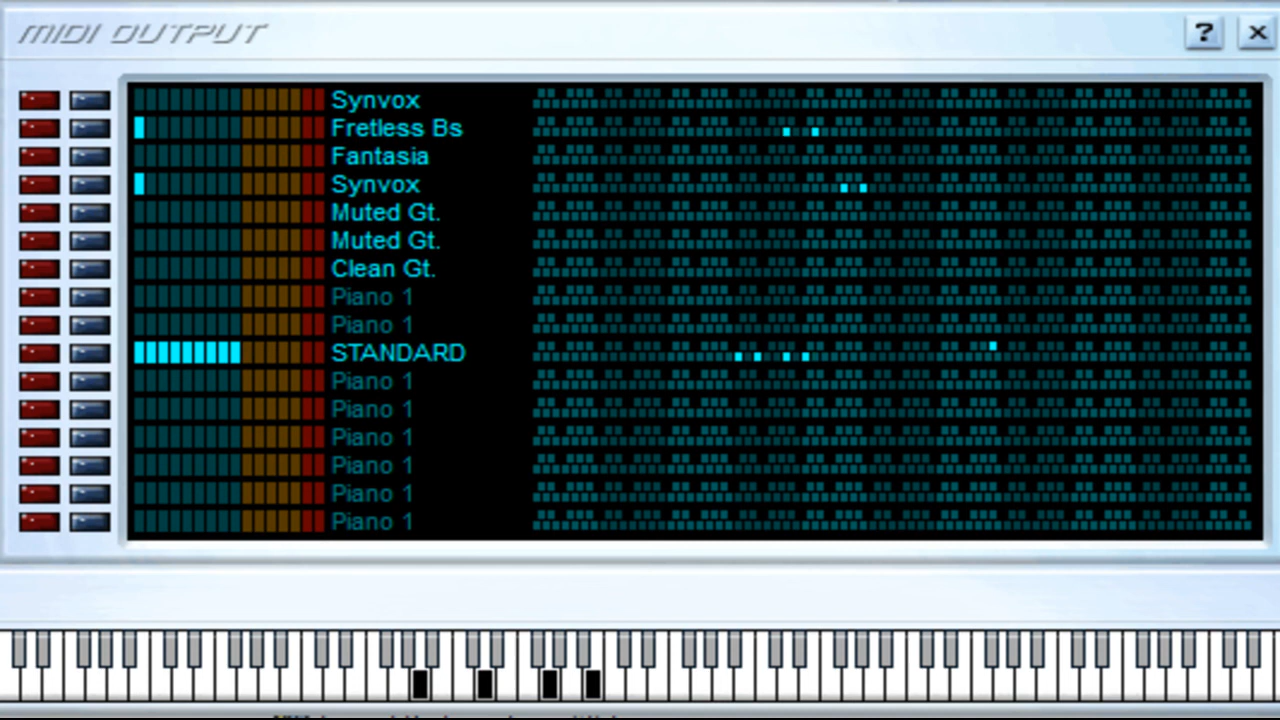 MIDI OUTPUT
?
Synvox
Fretless Bs
Fantasia
Synvox
Muted Gt.
Muted Gt.
Clean Gt.
Piano 1
Piano 1
STANDARD
Piano 1
Piano 1
Piano 1
Piano 1
Piano 1
Piano 1